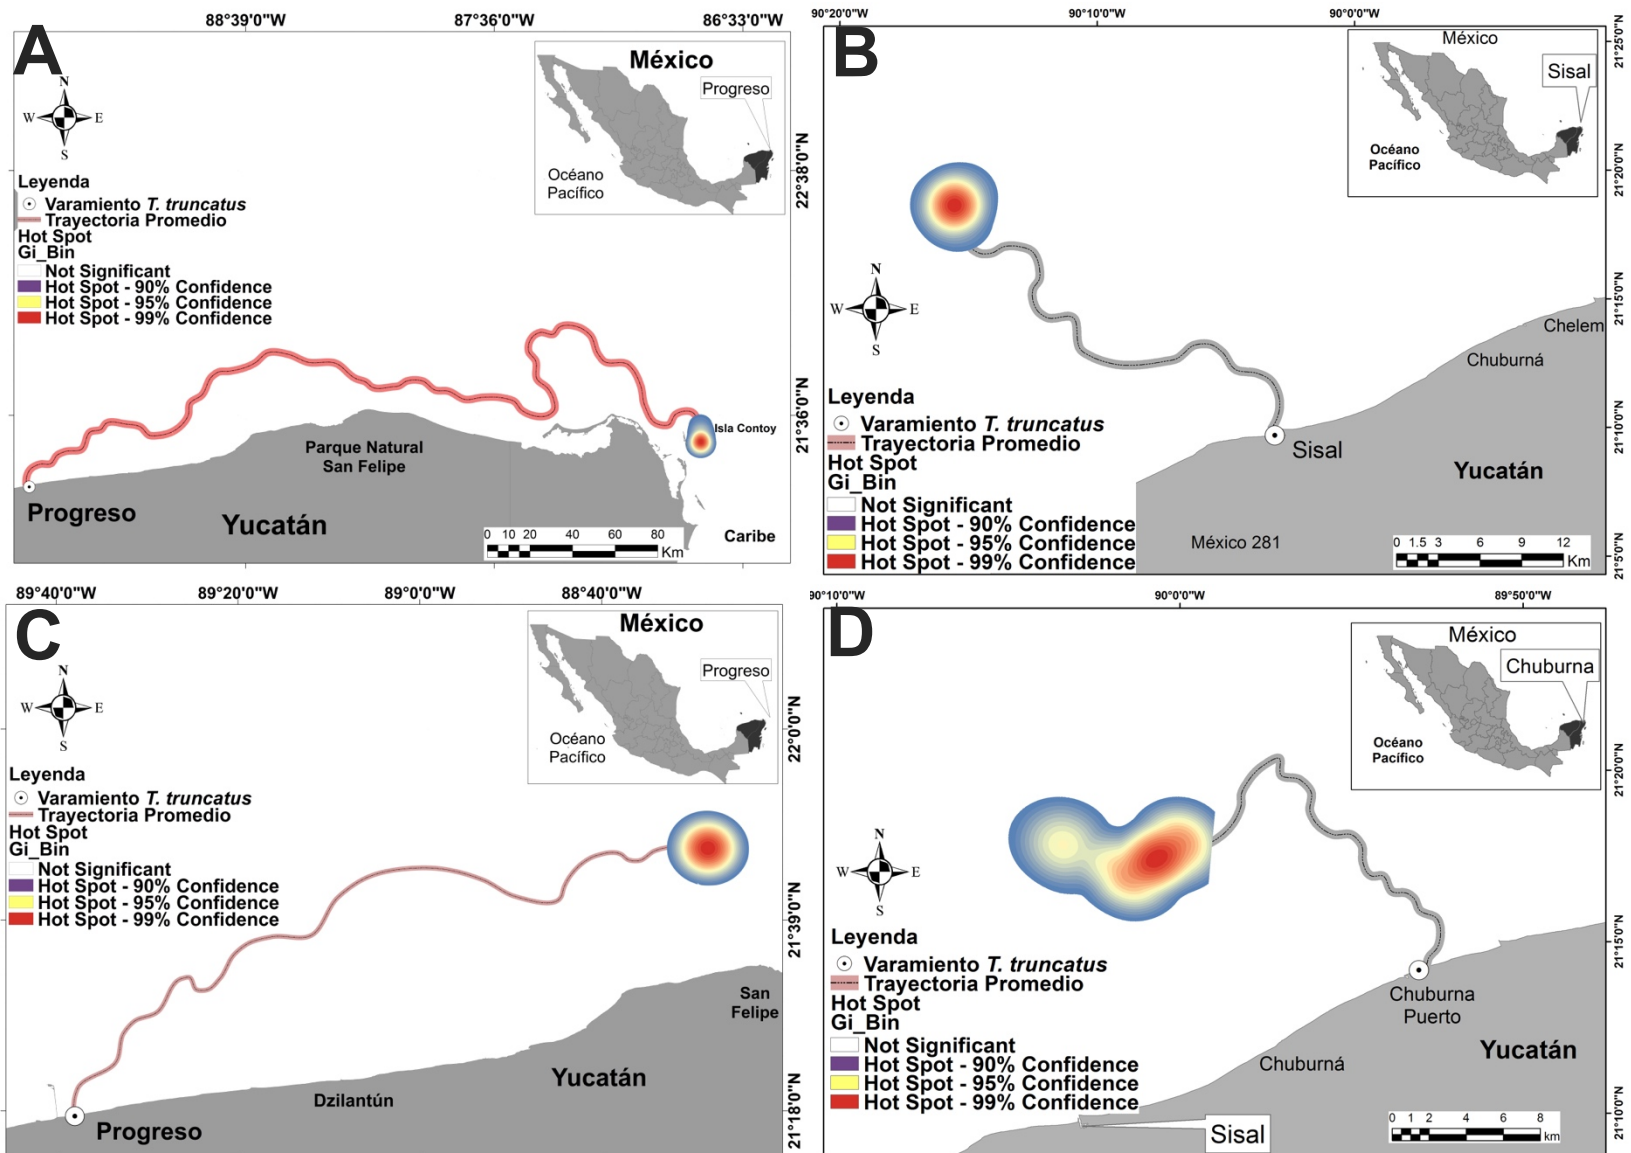 A
88°39'0"W
87°36'0"W
86°33'0"W
México
Progreso
Océano
Pacífico
N
W
E
S
22°38'0"N
21°36'0"N
Leyenda
Varamiento T. truncatus
Trayectoria Promedio
Hot Spot
Gi_Bin
Not Significant
Hot Spot - 90% Confidence
Hot Spot - 95% Confidence
Hot Spot - 99% Confidence
Isla Contoy
Parque Natural
San Felipe
Progreso
Yucatán
Caribe
0 10 20 40 60 80
Km
B
90°20'0"W
90°10'0"W
90°0'0"W
México
Sisal
Océano
Pacífico
21°25'0"N
21°20'0"N
21°15'0"N
21°10'0"N
21°5'0"N
N
W
E
S
Chelem
Chuburná
Leyenda
Varamiento T. truncatus
Trayectoria Promedio
Hot Spot
Gi_Bin
Not Significant
Hot Spot - 90% Confidence
Hot Spot - 95% Confidence
Hot Spot - 99% Confidence
Sisal
Yucatán
México 281
0 1.5 3 6 9 12
Km
C
89°40'0"W
89°20'0"W
89°0'0"W
88°40'0"W
México
Progreso
Océano
Pacífico
N
W
E
S
22°0'0"N
21°39'0"N
21°18'0"N
Leyenda
Varamiento T. truncatus
Trayectoria Promedio
Hot Spot
Gi_Bin
Not Significant
Hot Spot - 90% Confidence
Hot Spot - 95% Confidence
Hot Spot - 99% Confidence
San
Felipe
Yucatán
Dzilantún
Progreso
D
90°10'0"W
90°0'0"W
89°50'0"W
México
Chuburna
Océano
Pacífico
21°20'0"N
21°15'0"N
21°10'0"N
N
W
E
S
Leyenda
Varamiento T. truncatus
Trayectoria Promedio
Hot Spot
Gi_Bin
Not Significant
Hot Spot - 90% Confidence
Hot Spot - 95% Confidence
Hot Spot - 99% Confidence
Chuburna
Puerto
Yucatán
Chuburná
Sisal
0 1 2 4 6 8
km